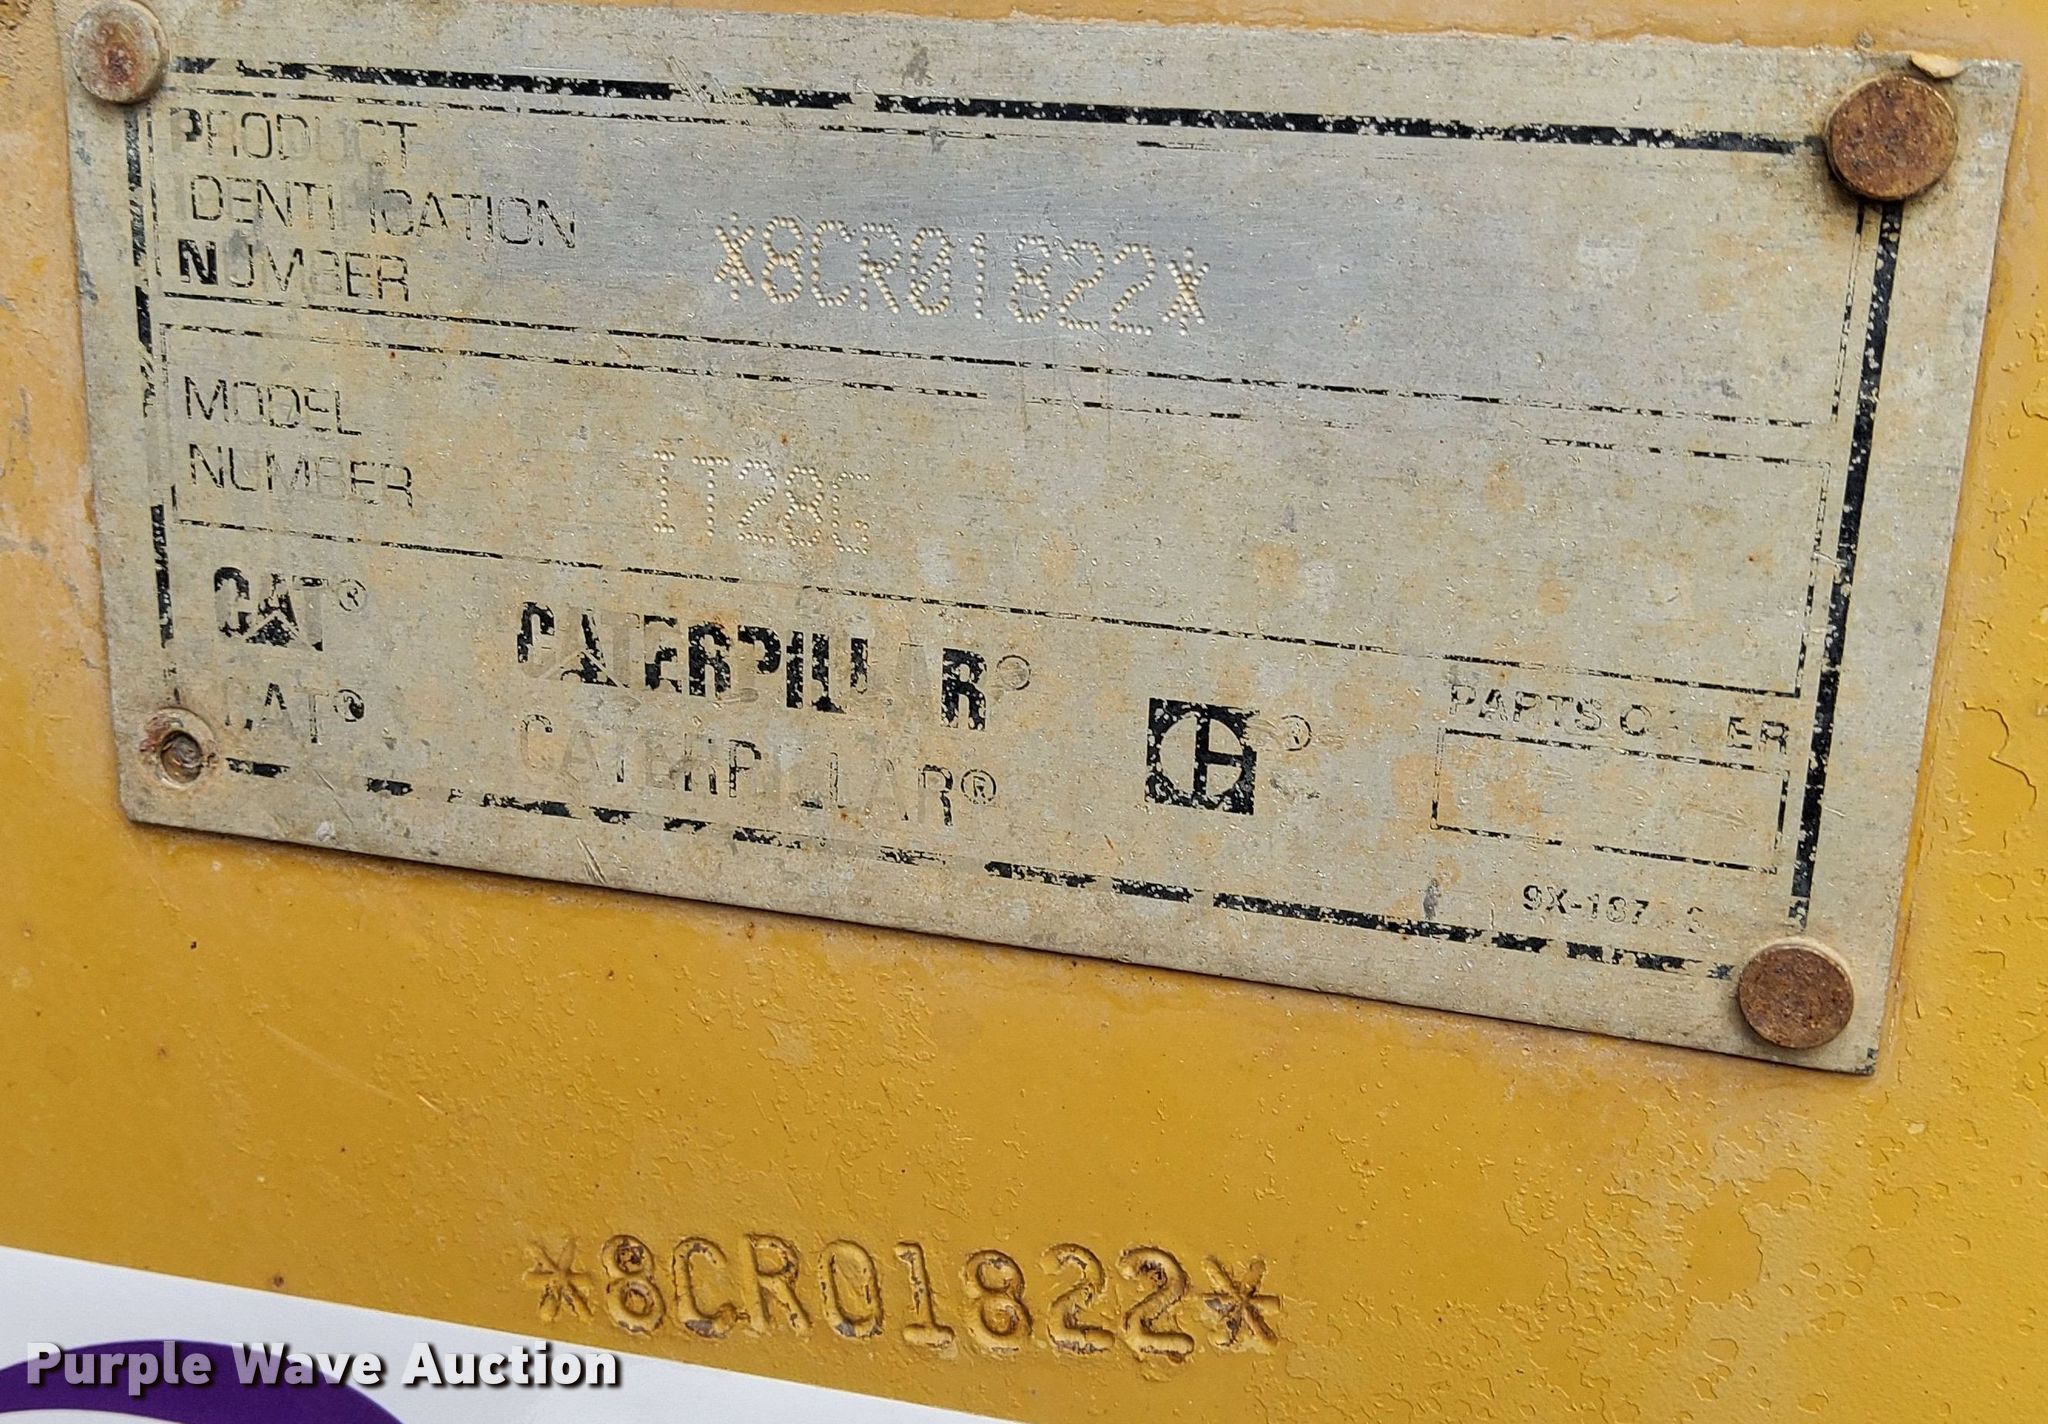 PRODUCT
IDENTIFICATION
NUMBER
*8CR01822*
MODEL
NUMBER
IT28G
CAT®
CATERPILLAR®
CAT®
CATERPILLAR®
PARTS ORDER
*8CR01822*
Purple Wave Auction